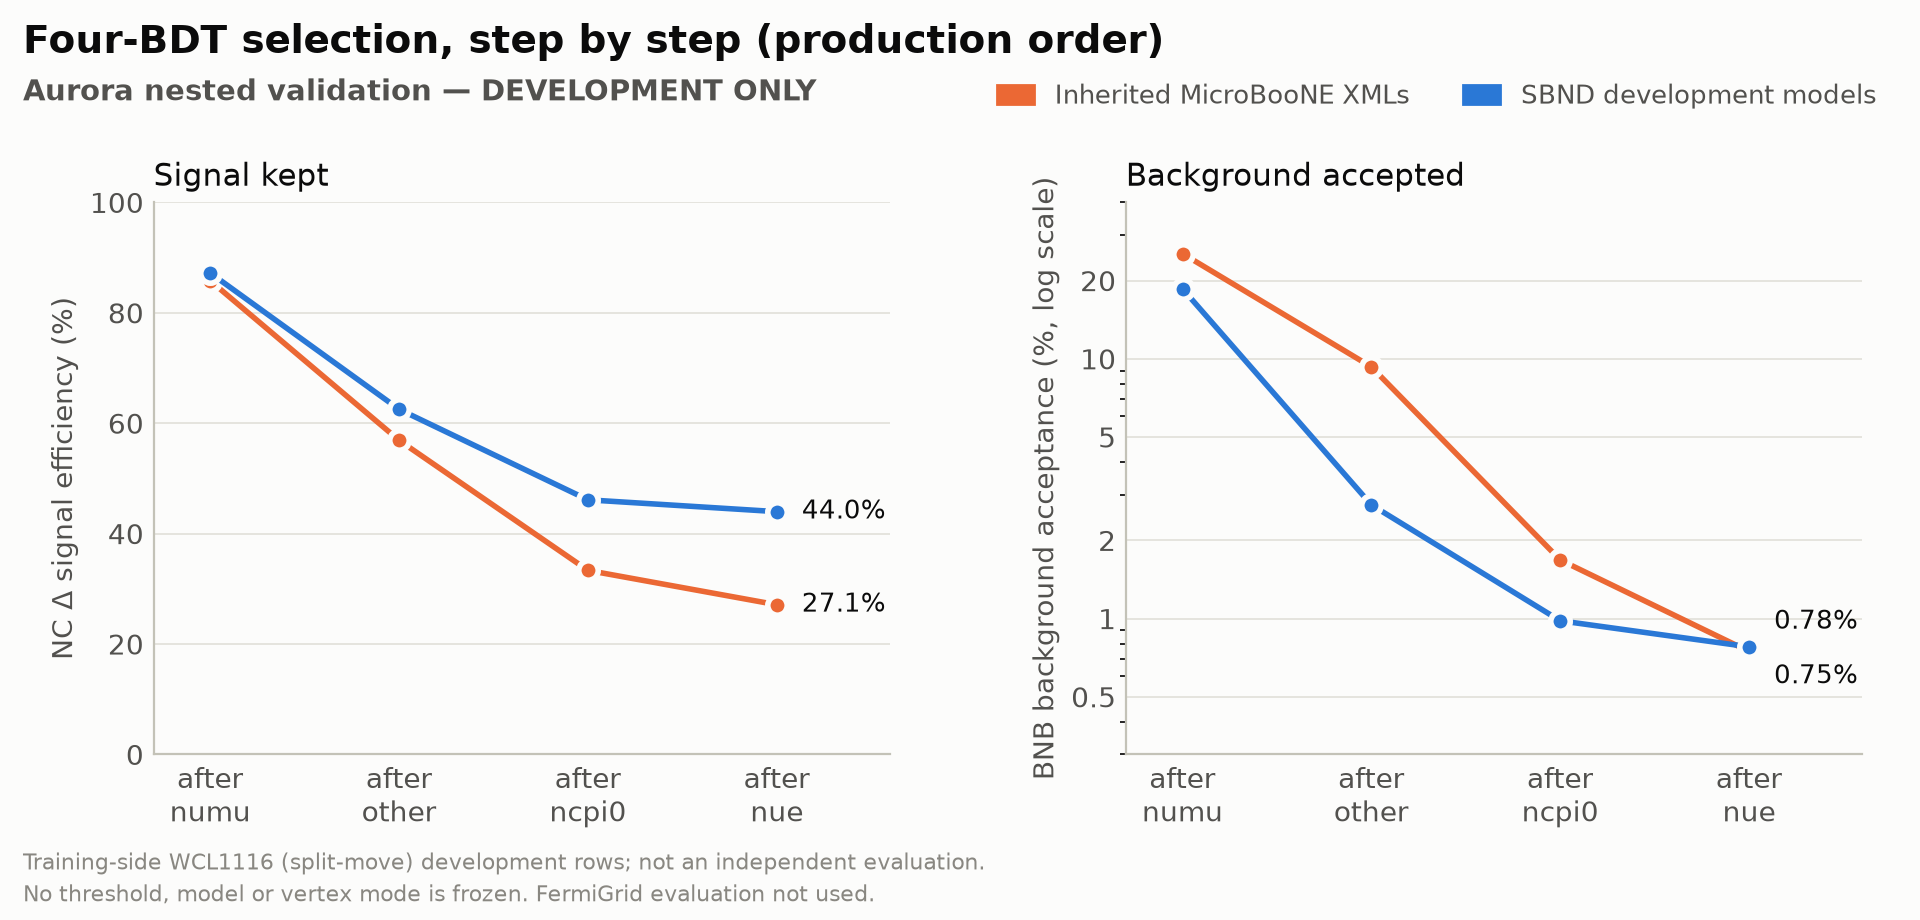 Four-BDT selection, step by step (production order)
Aurora nested validation — DEVELOPMENT ONLY
Inherited MicroBooNE XMLs
SBND development models
Signal kept
NC Δ signal efficiency (%)
100
80
60
40
20
0
44.0%
27.1%
after
numu
after
other
after
ncpi0
after
nue
Background accepted
BNB background acceptance (%, log scale)
20
10
5
2
1
0.5
0.78%
0.75%
after
numu
after
other
after
ncpi0
after
nue
Training-side WCL1116 (split-move) development rows; not an independent evaluation.
No threshold, model or vertex mode is frozen. FermiGrid evaluation not used.